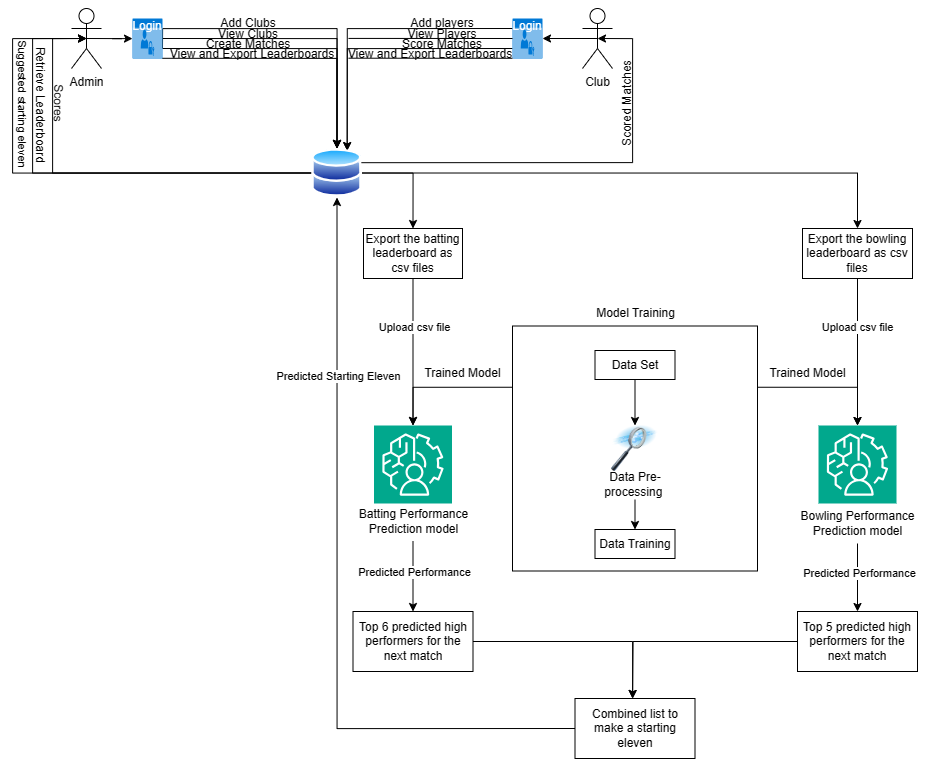 Login
Add Clubs
View Clubs
Create Matches
View and Export Leaderboards
Add players
View Players
Score Matches
View and Export Leaderboards
Login
Admin
Club
Suggested starting eleven
Retrieve Leaderboard
Scores
Scored Matches
Export the batting
leaderboard as
csv files
Export the bowling
leaderboard as csv
files
Upload csv file
Upload csv file
Model Training
Data Set
Data Pre-
processing
Data Training
Trained Model
Trained Model
Predicted Starting Eleven
Batting Performance
Prediction model
Bowling Performance
Prediction model
Predicted Performance
Predicted Performance
Top 6 predicted high
performers for the
next match
Top 5 predicted high
performers for the
next match
Combined list to
make a starting
eleven